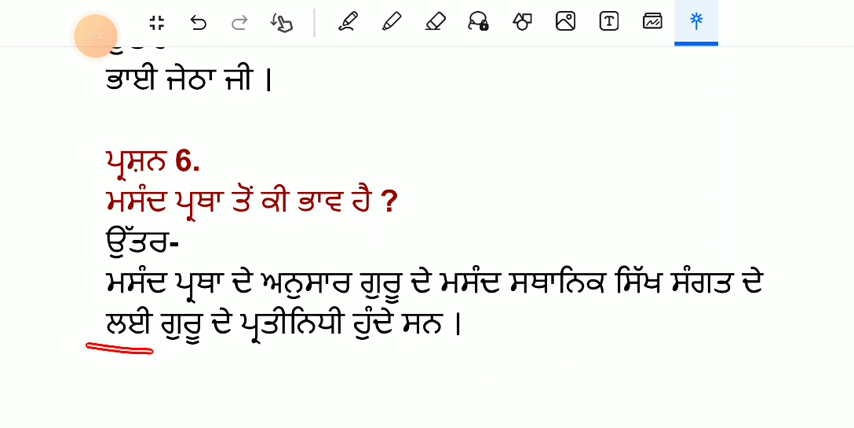 ਭਾਈ ਜੇਠਾ ਜੀ ।
ਪ੍ਰਸ਼ਨ 6.
ਮਸੰਦ ਪ੍ਰਥਾ ਤੋਂ ਕੀ ਭਾਵ ਹੈ ?
ਉੱਤਰ-
ਮਸੰਦ ਪ੍ਰਥਾ ਦੇ ਅਨੁਸਾਰ ਗੁਰੂ ਦੇ ਮਸੰਦ ਸਥਾਨਿਕ ਸਿੱਖ ਸੰਗਤ ਦੇ
ਲਈ ਗੁਰੂ ਦੇ ਪ੍ਰਤੀਨਿਧੀ ਹੁੰਦੇ ਸਨ ।